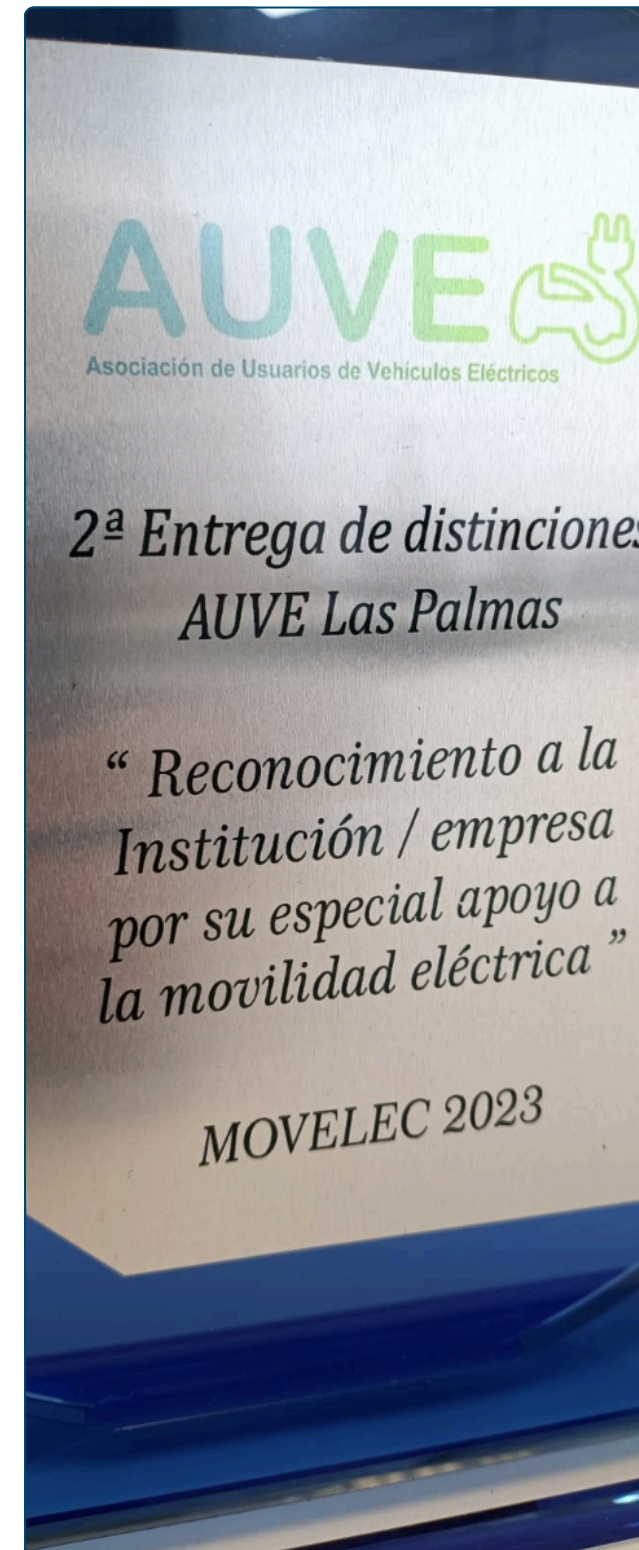 AUVE
Asociación de Usuarios de Vehículos Eléctricos
2ª Entrega de distinciones
AUVE Las Palmas
“ Reconocimiento a la
Institución / empresa
por su especial apoyo a
la movilidad eléctrica ”
MOVELEC 2023